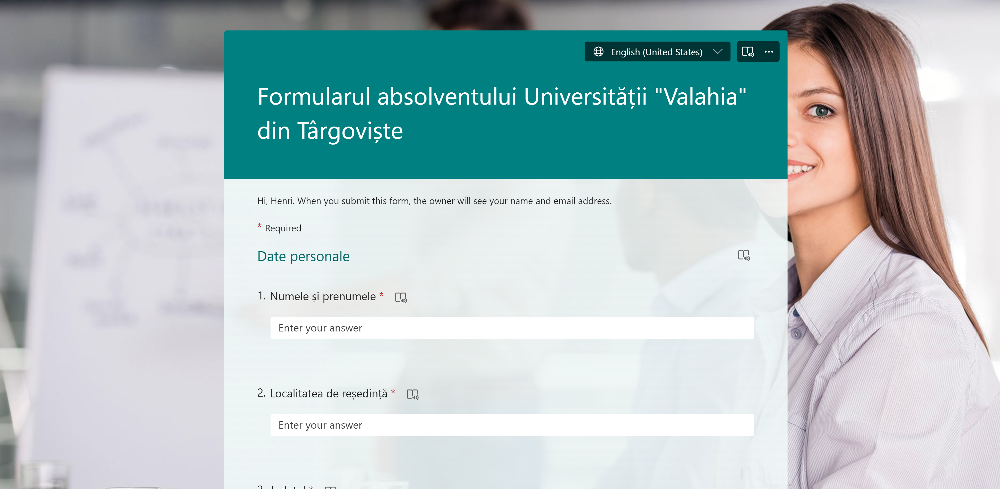 English (United States)
Formularul absolventului Universității "Valahia"
din Târgoviște
Hi, Henri. When you submit this form, the owner will see your name and email address.
* Required
Date personale
1. Numele și prenumele *
Enter your answer
2. Localitatea de reședință *
Enter your answer
3. Județul *